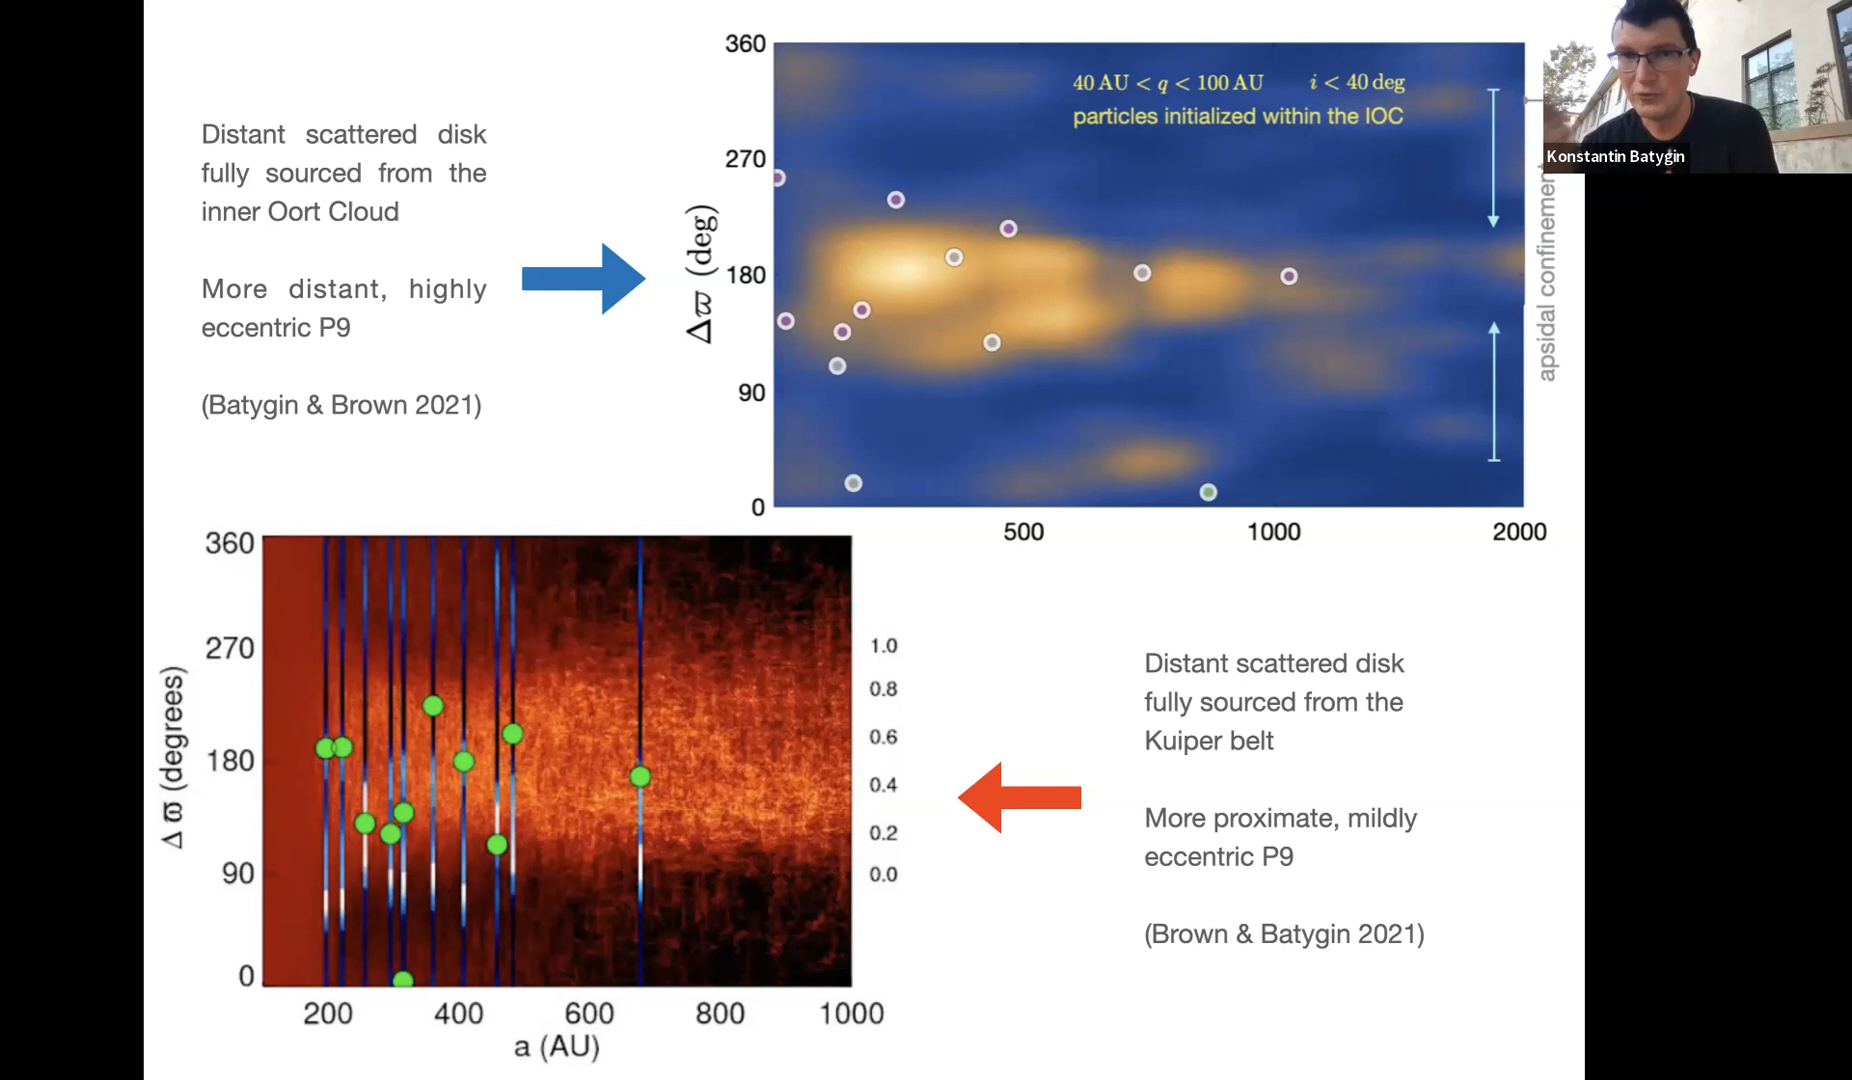 Distant scattered disk
fully sourced from the
inner Oort Cloud
More distant, highly
eccentric P9
(Batygin & Brown 2021)
360
270
180
90
0
Δϖ (deg)
40 AU < q < 100 AU i < 40 deg
particles initialized within the IOC
500
1000
2000
apsidal confinemen
Konstantin Batygin
360
270
180
90
0
Δϖ (degrees)
200
400
600
800
1000
a (AU)
1.0
0.8
0.6
0.4
0.2
0.0
Distant scattered disk
fully sourced from the
Kuiper belt
More proximate, mildly
eccentric P9
(Brown & Batygin 2021)